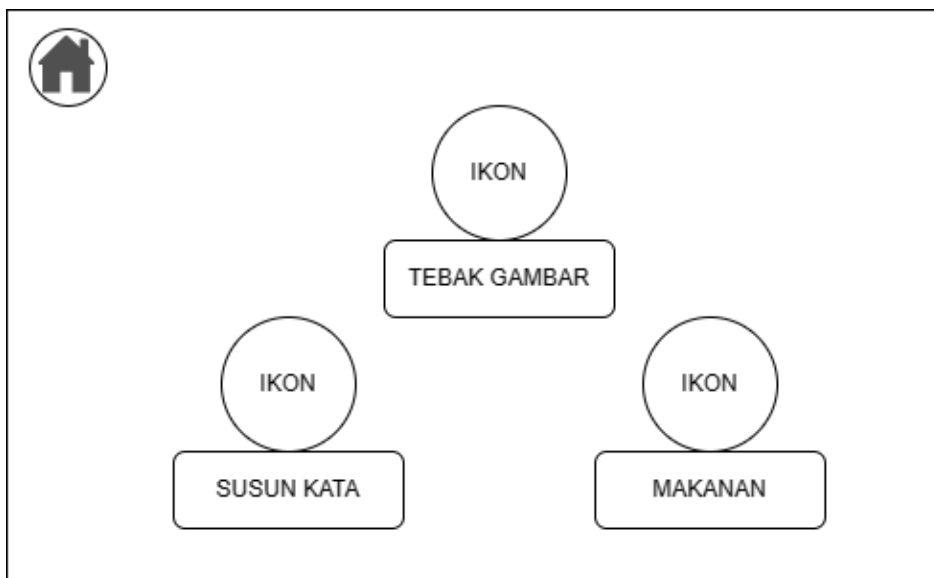 IKON
TEBAK GAMBAR
IKON
SUSUN KATA
IKON
MAKANAN